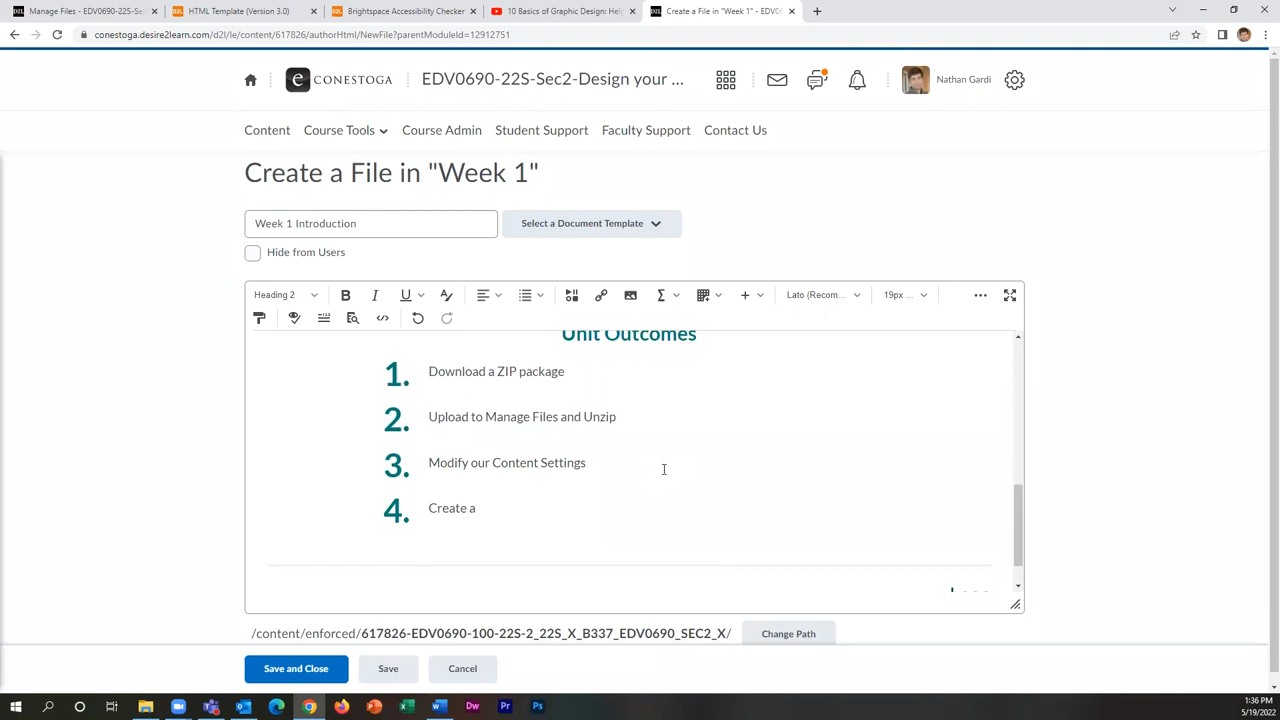 Manage Files - EDV0690-22S-Se
HTML Template (Version 3.0)
Brightspace Accessibility Checker
10 Basics of Graphic Design: Hel
Create a File in "Week 1" - EDV0
conestoga.desire2learn.com/d2l/le/content/617826/authorHtml/NewFile?parentModuleId=12912751
CONESTOGA
EDV0690-22S-Sec2-Design your ...
Nathan Gardi
Content
Course Tools
Course Admin
Student Support
Faculty Support
Contact Us
Create a File in "Week 1"
Week 1 Introduction
Select a Document Template
Hide from Users
Heading 2
Lato (Recom...
19px ...
Unit Outcomes
1. Download a ZIP package
2. Upload to Manage Files and Unzip
3. Modify our Content Settings
4. Create a
/content/enforced/617826-EDV0690-100-22S-2_22S_X_B337_EDV0690_SEC2_X/
Change Path
Save and Close
Save
Cancel
1:36 PM
5/19/2022